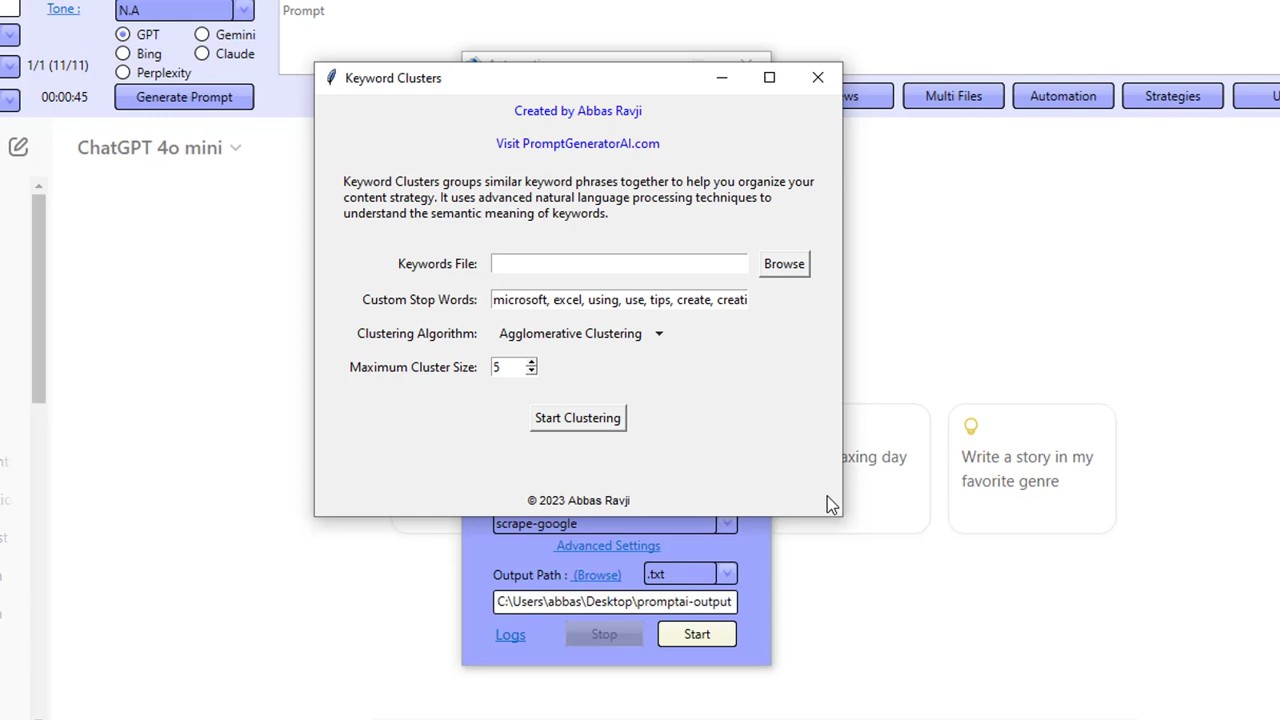 Tone :
N.A
Prompt
GPT
Gemini
Bing
Claude
1/1 (11/11)
Perplexity
00:00:45
Generate Prompt
Multi Files
Automation
Strategies
ChatGPT 4o mini
Keyword Clusters
Created by Abbas Ravji
Visit PromptGeneratorAI.com
Keyword Clusters groups similar keyword phrases together to help you organize your
content strategy. It uses advanced natural language processing techniques to
understand the semantic meaning of keywords.
Keywords File:
Browse
Custom Stop Words:
microsoft, excel, using, use, tips, create, creati
Clustering Algorithm:
Agglomerative Clustering
Maximum Cluster Size:
5
Start Clustering
© 2023 Abbas Ravji
axing day
Write a story in my
favorite genre
scrape-google
Advanced Settings
Output Path : (Browse)
.txt
C:\Users\abbas\Desktop\promptai-output
Logs
Stop
Start